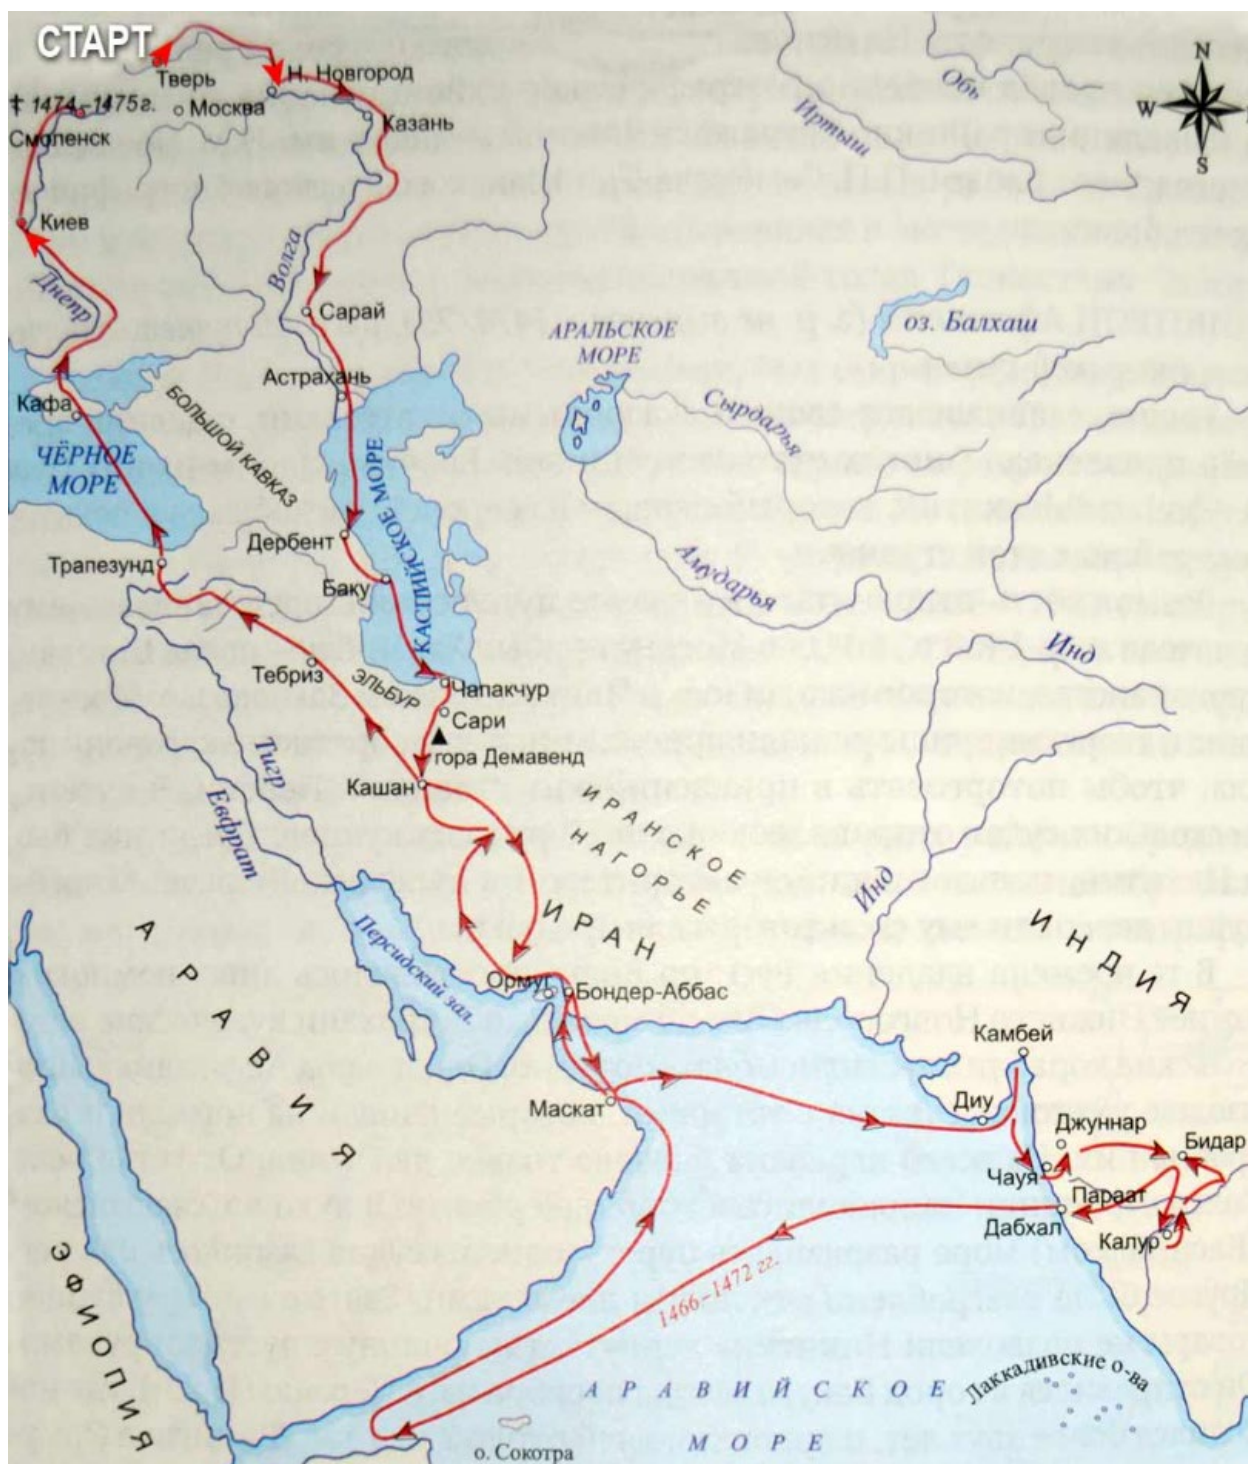 СТАРТ
N
W
S
Тверь
Н. Новгород
† 1474–1475г.
Москва
Казань
Смоленск
Обь
Иртыш
Киев
Днепр
Волга
Сарай
АРАЛЬСКОЕ
МОРЕ
оз. Балхаш
Астрахань
Кафа
БОЛЬШОЙ КАВКАЗ
Сырдарья
ЧЁРНОЕ
МОРЕ
КАСПИЙСКОЕ МОРЕ
Дербент
Трапезунд
Баку
Амударья
Инд
Тебриз
ЭЛЬБУР
Чапакчур
Сари
гора Демавенд
Тигр
Евфрат
Кашан
ИРАНСКОЕ
НАГОРЬЕ
Инд
ИРАН
ИНДИЯ
АРАВИЯ
Персидский зал.
Ормуг
Бондер-Аббас
Камбей
Маскат
Диу
Джуннар
Бидар
Чауя
Параат
Дабхал
Калур
1466–1472 гг.
ЭФИОПИЯ
Лаккадивские о-ва
АРАВИЙСКОЕ
МОРЕ
о. Сокотра